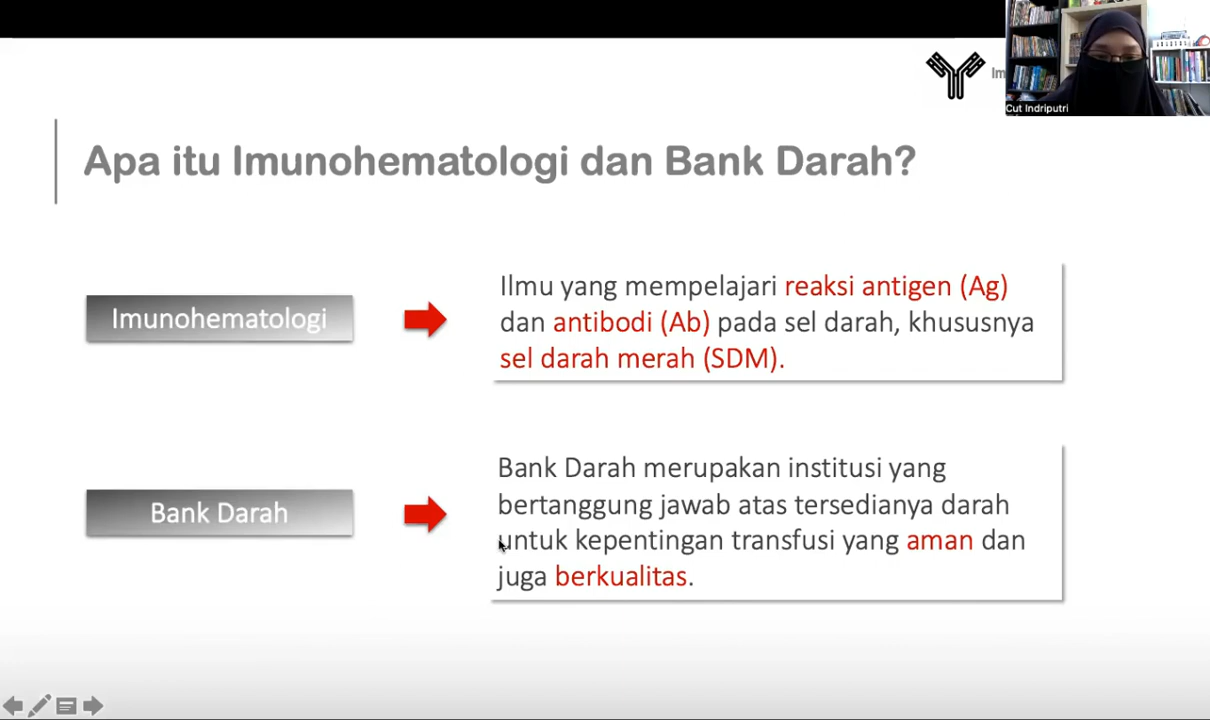 Im
Cut Indriputri
Apa itu Imunohematologi dan Bank Darah?
Imunohematologi
Ilmu yang mempelajari reaksi antigen (Ag)
dan antibodi (Ab) pada sel darah, khususnya
sel darah merah (SDM).
Bank Darah
Bank Darah merupakan institusi yang
bertanggung jawab atas tersedianya darah
untuk kepentingan transfusi yang aman dan
juga berkualitas.